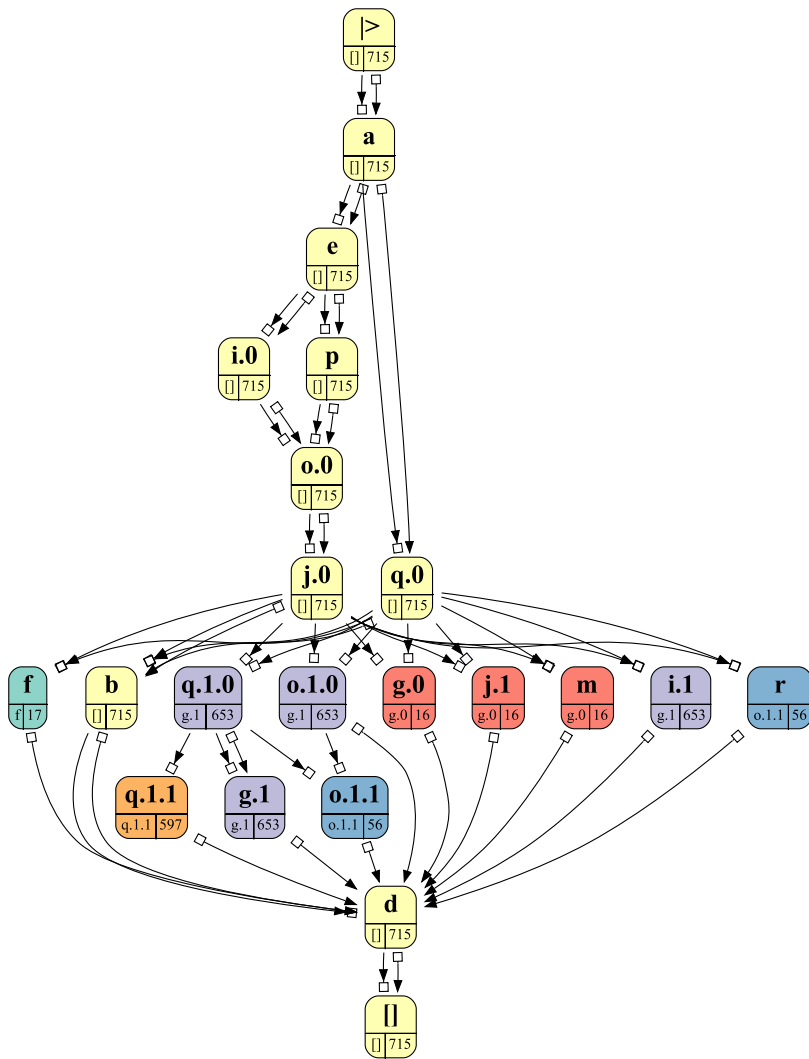 |>
[] 715
a
[] 715
e
[] 715
i.0 p
[] 715 [] 715
o.0
[] 715
j.0 q.0
[] 715 [] 715
f b q.1.0 o.1.0 g.0 j.1 m i.1 r
f 17 [] 715 g.1 653 g.1 653 g.0 16 g.0 16 g.0 16 g.1 653 o.1.1 56
q.1.1 g.1 o.1.1
q.1.1 597 g.1 653 o.1.1 56
d
[] 715
[]
[] 715